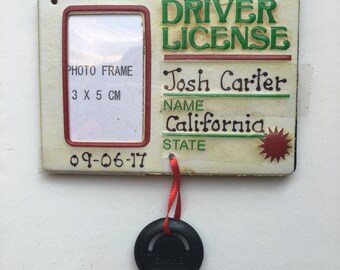 DRIVER
LICENSE
PHOTO FRAME
3 X 5 CM
Josh Carter
NAME
California
STATE
09-06-17